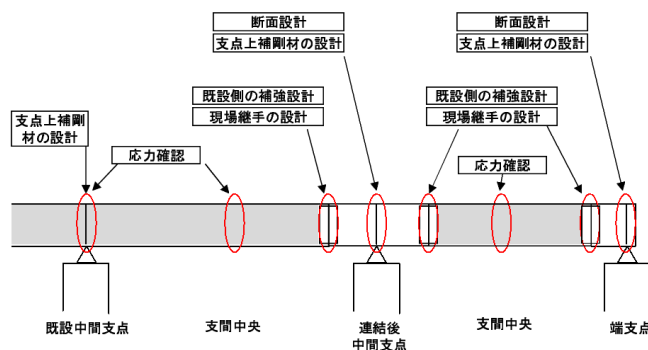 断面設計
支点上補剛材の設計
断面設計
支点上補剛材の設計
既設側の補強設計
現場継手の設計
既設側の補強設計
現場継手の設計
支点上補剛
材の設計
応力確認
応力確認
既設中間支点
支間中央
連結後
中間支点
支間中央
端支点